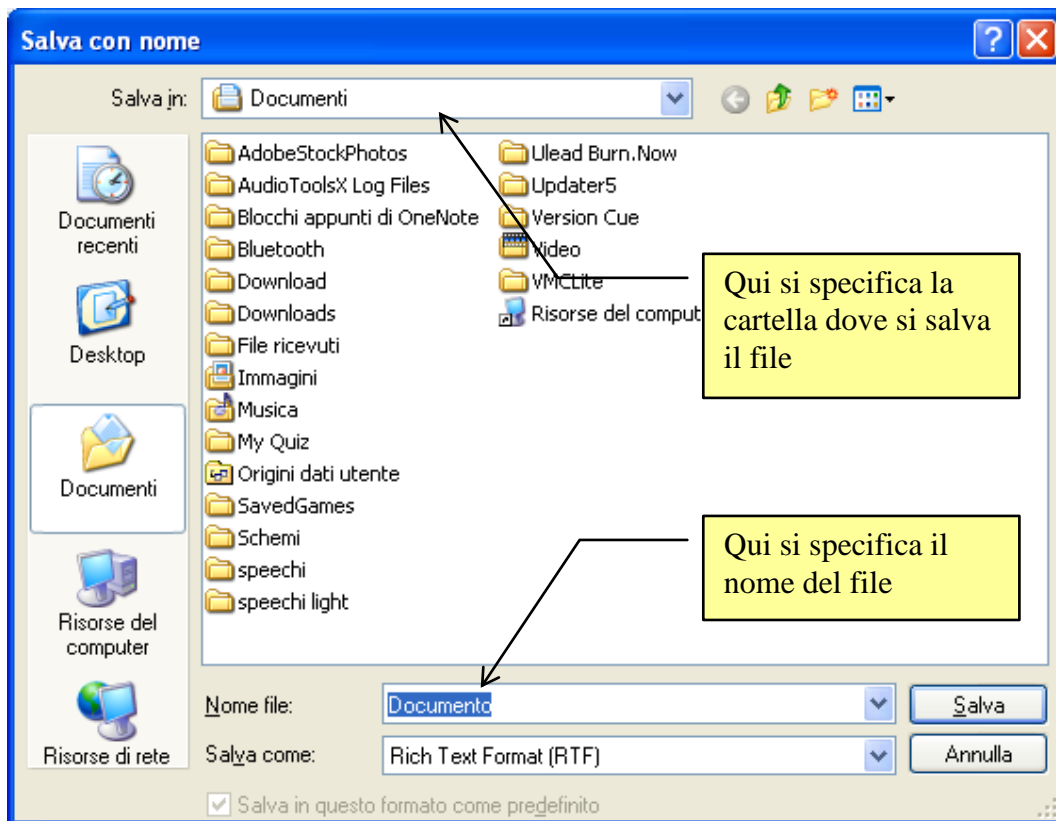 Salva con nome
Salva in:
Documenti
Documenti
recenti
Desktop
Documenti
Risorse del
computer
Risorse di rete
AdobeStockPhotos
AudioToolsX Log Files
Blocchi appunti di OneNote
Bluetooth
Download
Downloads
File ricevuti
Immagini
Musica
My Quiz
Origini dati utente
SavedGames
Schemi
speechi
speechi light
Ulead Burn.Now
Updater5
Version Cue
Video
VMCLite
Risorse del comput
Qui si specifica la
cartella dove si salva
il file
Qui si specifica il
nome del file
Nome file:
Documento
Salva
Salva come:
Rich Text Format (RTF)
Annulla
Salva in questo formato come predefinito